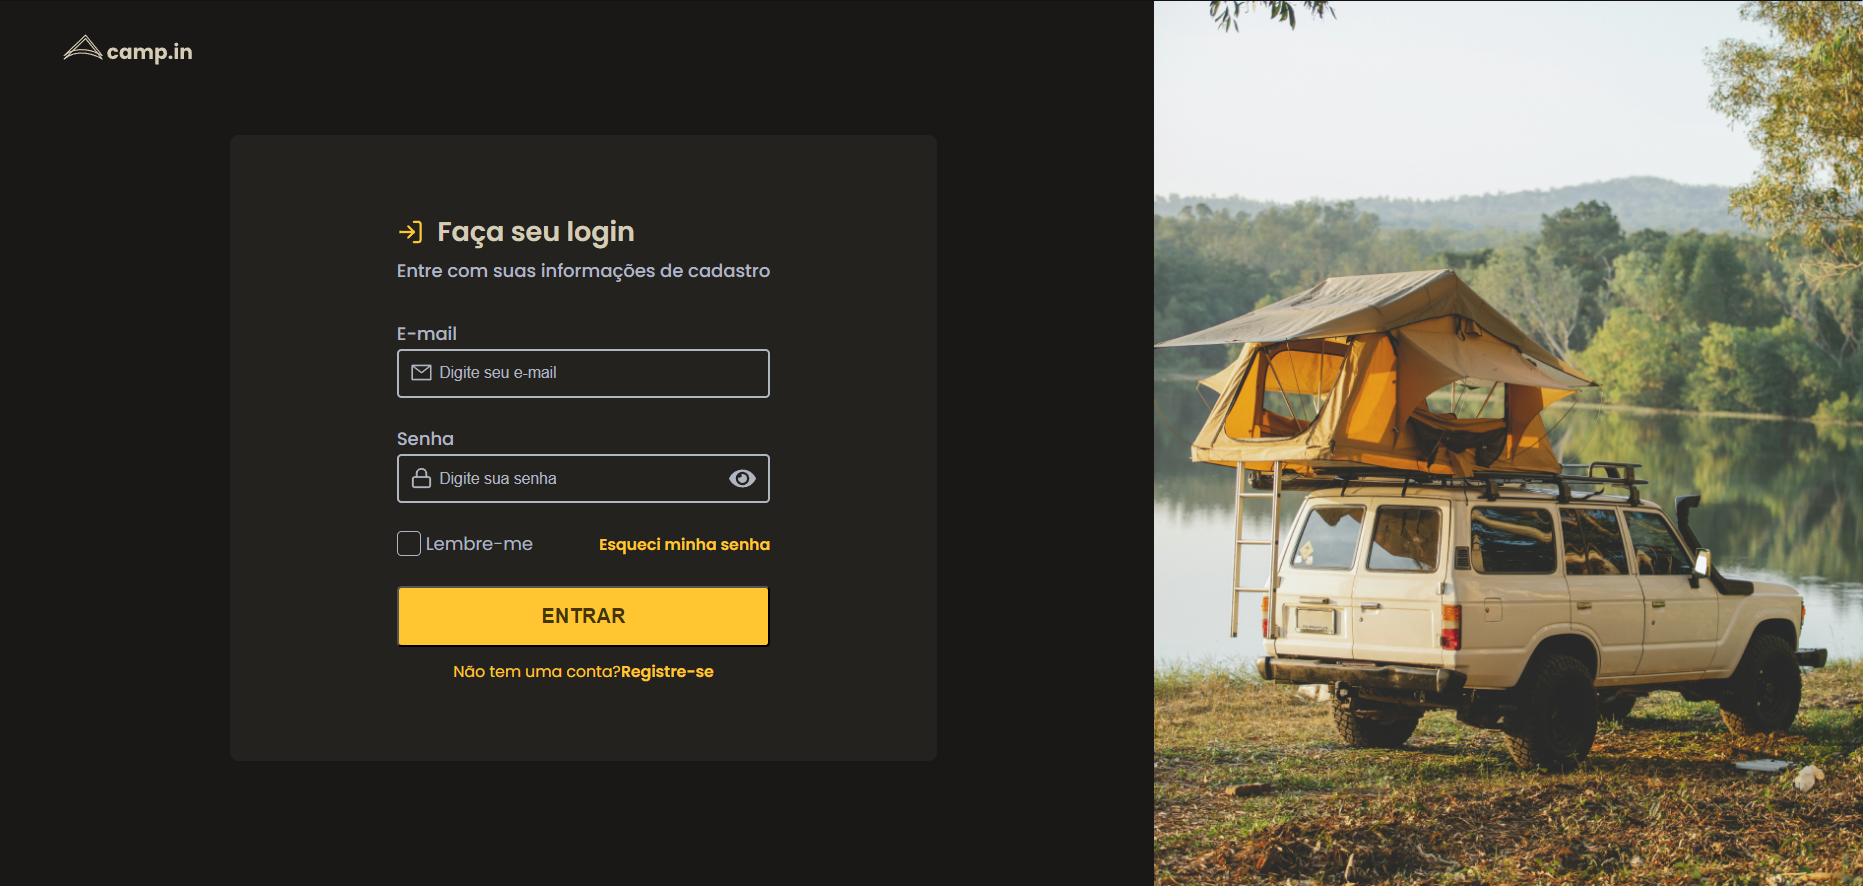 camp.in
Faça seu login
Entre com suas informações de cadastro
E-mail
Digite seu e-mail
Senha
Digite sua senha
Lembre-me
Esqueci minha senha
ENTRAR
Não tem uma conta?Registre-se